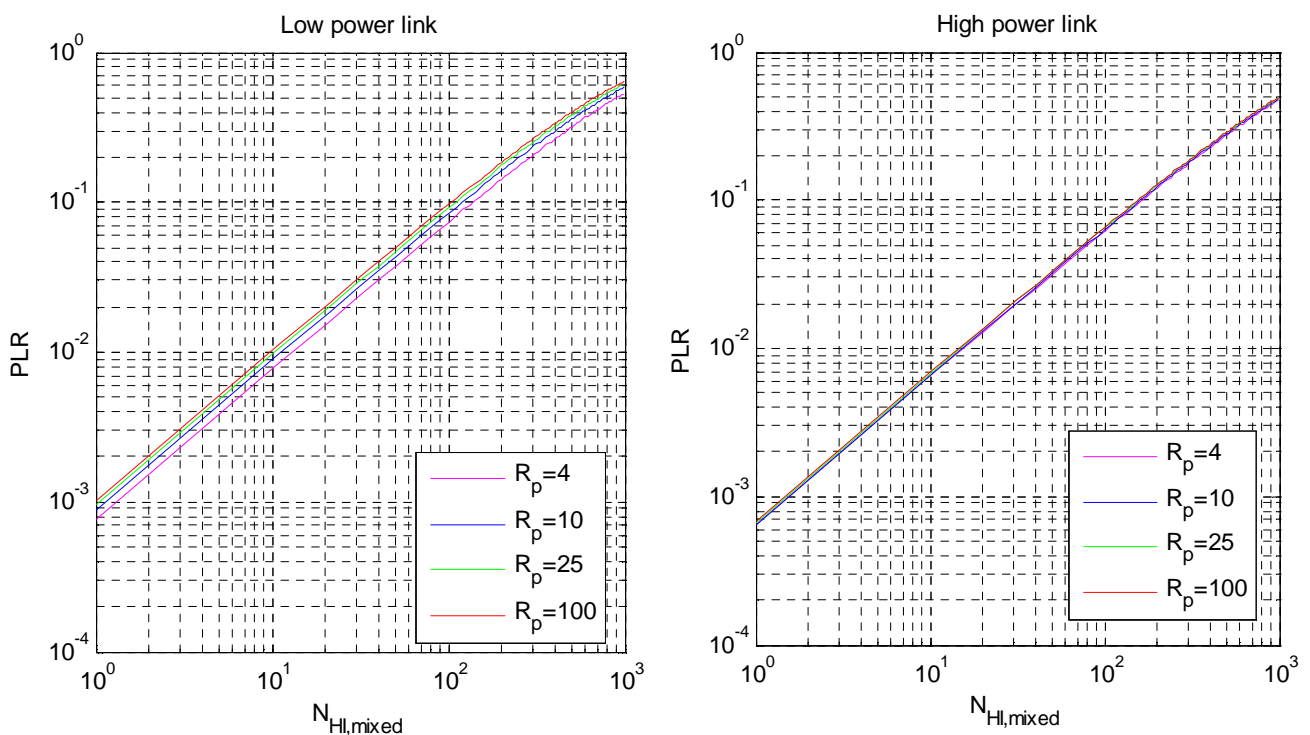 Low power link
10^0
10^-1
10^-2
10^-3
10^-4
PLR
10^0
10^1
10^2
10^3
N_HI,mixed
R_p=4
R_p=10
R_p=25
R_p=100
High power link
10^0
10^-1
10^-2
10^-3
10^-4
PLR
10^0
10^1
10^2
10^3
N_HI,mixed
R_p=4
R_p=10
R_p=25
R_p=100